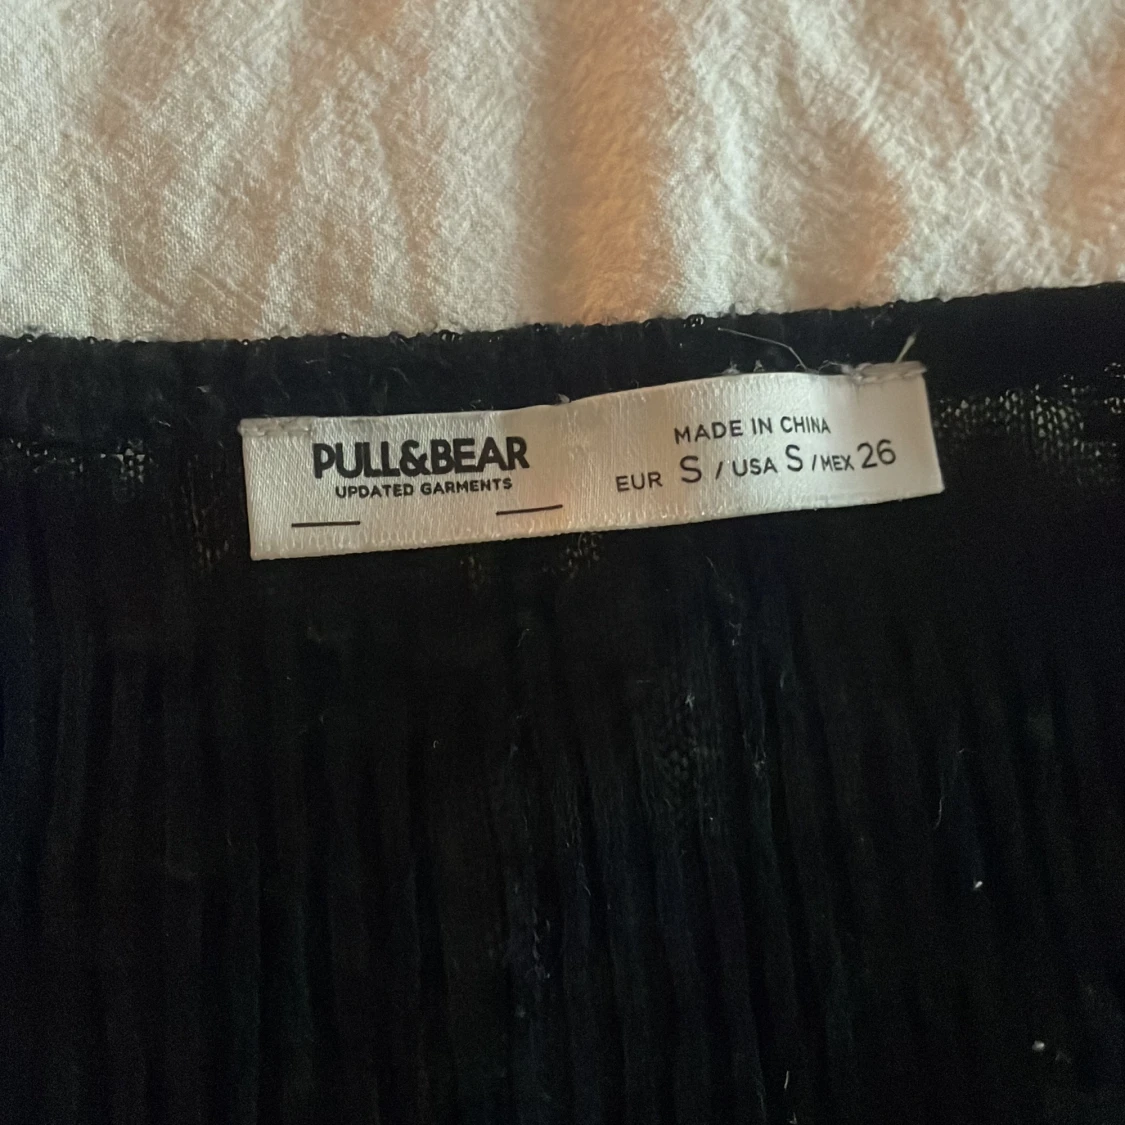 PULL&BEAR
UPDATED GARMENTS
MADE IN CHINA
EUR S / USA S / MEX 26